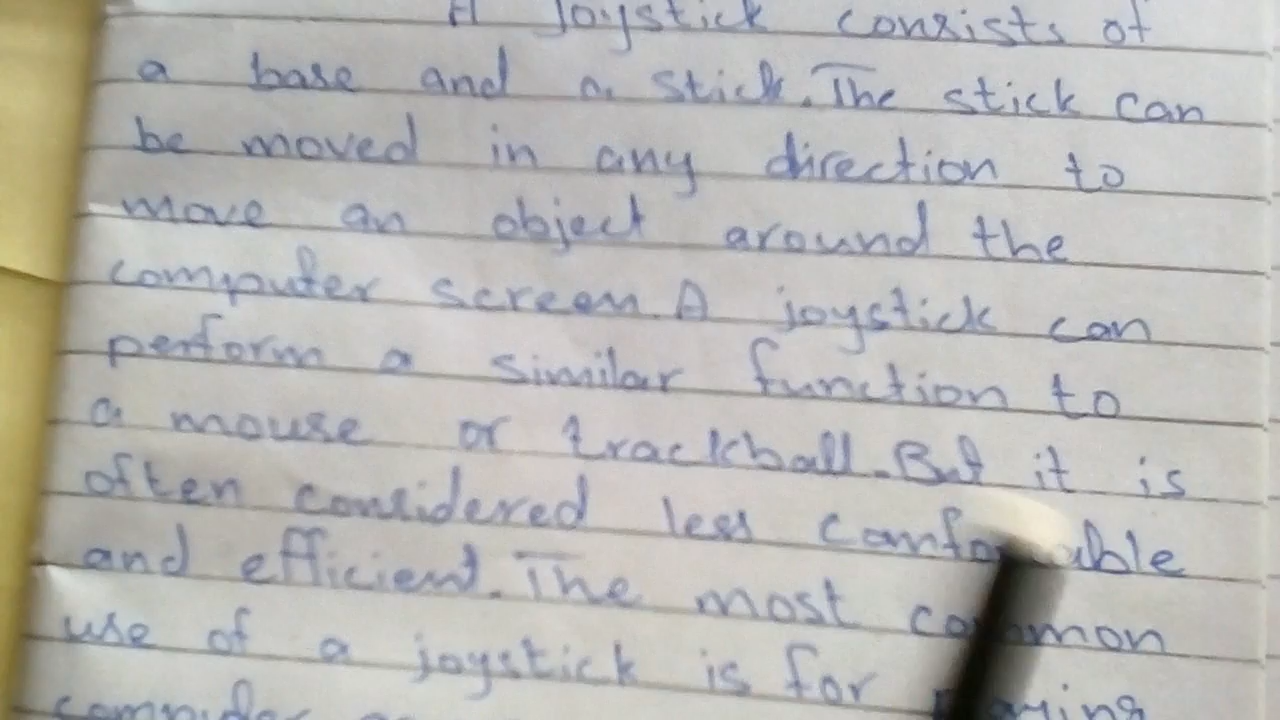 A joystick consists of
a base and a stick. The stick can
be moved in any direction to
move an object around the
computer screen. A joystick can
perform a similar function to
a mouse or trackball. But it is
often considered less
and efficient. The most common
use of a joystick is for